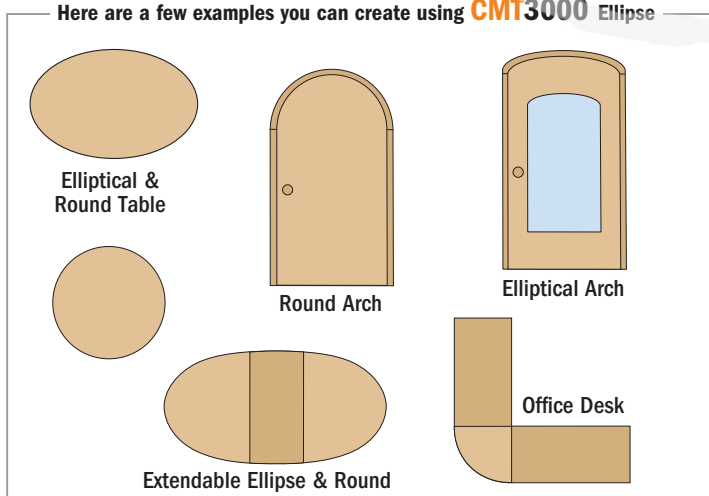 Here are a few examples you can create using CMT3000 Ellipse
Elliptical &
Round Table
Round Arch
Elliptical Arch
Office Desk
Extendable Ellipse & Round